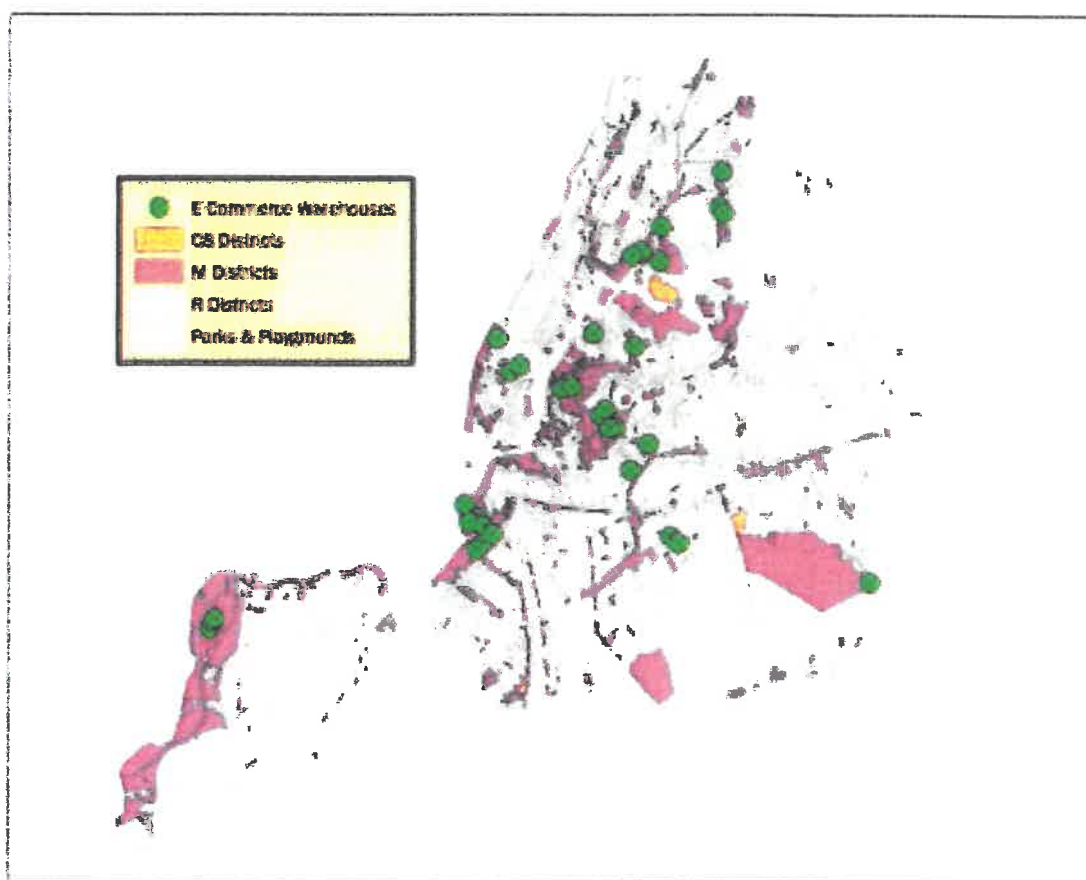 E-Commerce Warehouses
C8 Districts
M Districts
R Districts
Parks & Playgrounds